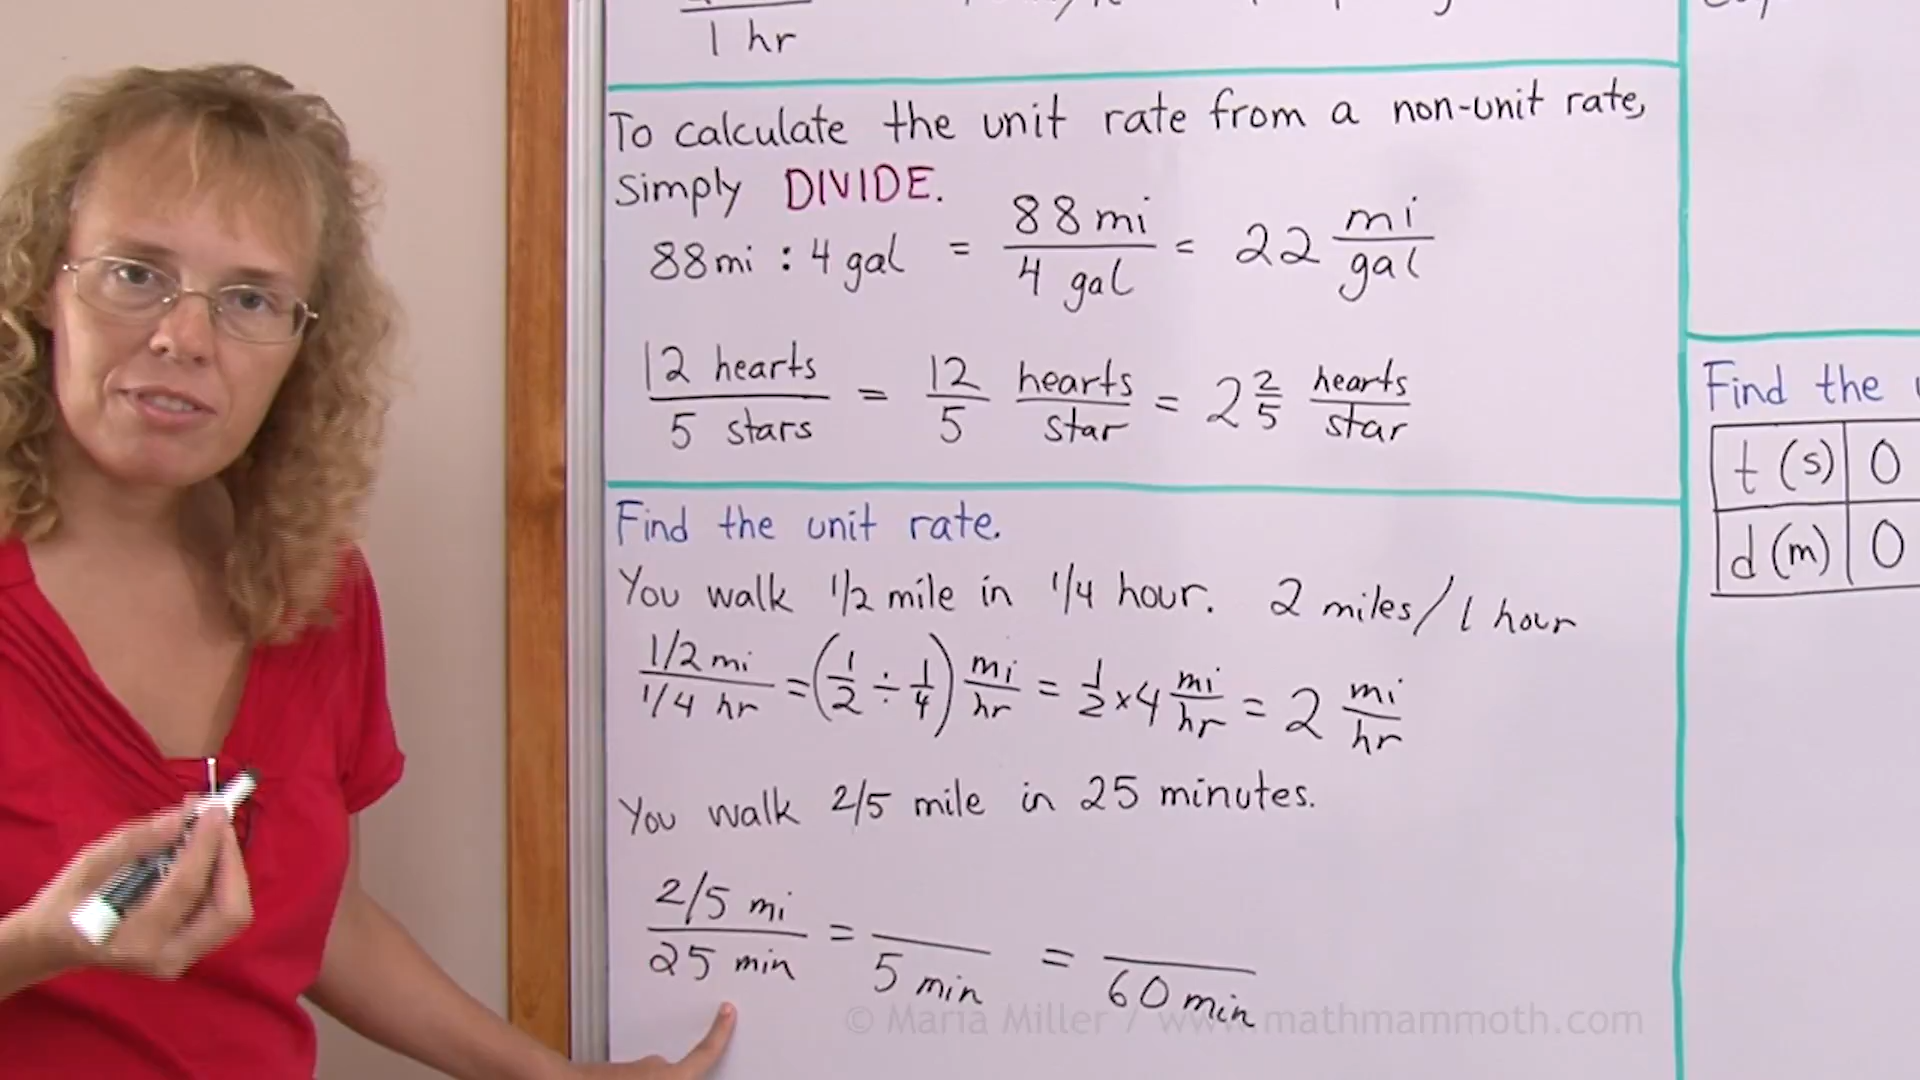 1 hr
To calculate the unit rate from a non-unit rate,
simply DIVIDE.
88 mi : 4 gal = 88 mi / 4 gal = 22 mi / gal
12 hearts / 5 stars = 12 / 5 hearts / star = 2 2/5 hearts / star
Find the unit rate.
You walk 1/2 mile in 1/4 hour. 2 miles/1 hour
1/2 mi / 1/4 hr = (1/2 ÷ 1/4) mi / hr = 1/2 × 4 mi / hr = 2 mi / hr
You walk 2/5 mile in 25 minutes.
2/5 mi / 25 min = / 5 min = / 60 min
© Maria Miller / www.mathmammoth.com
Find the
t (s) 0
d (m) 0